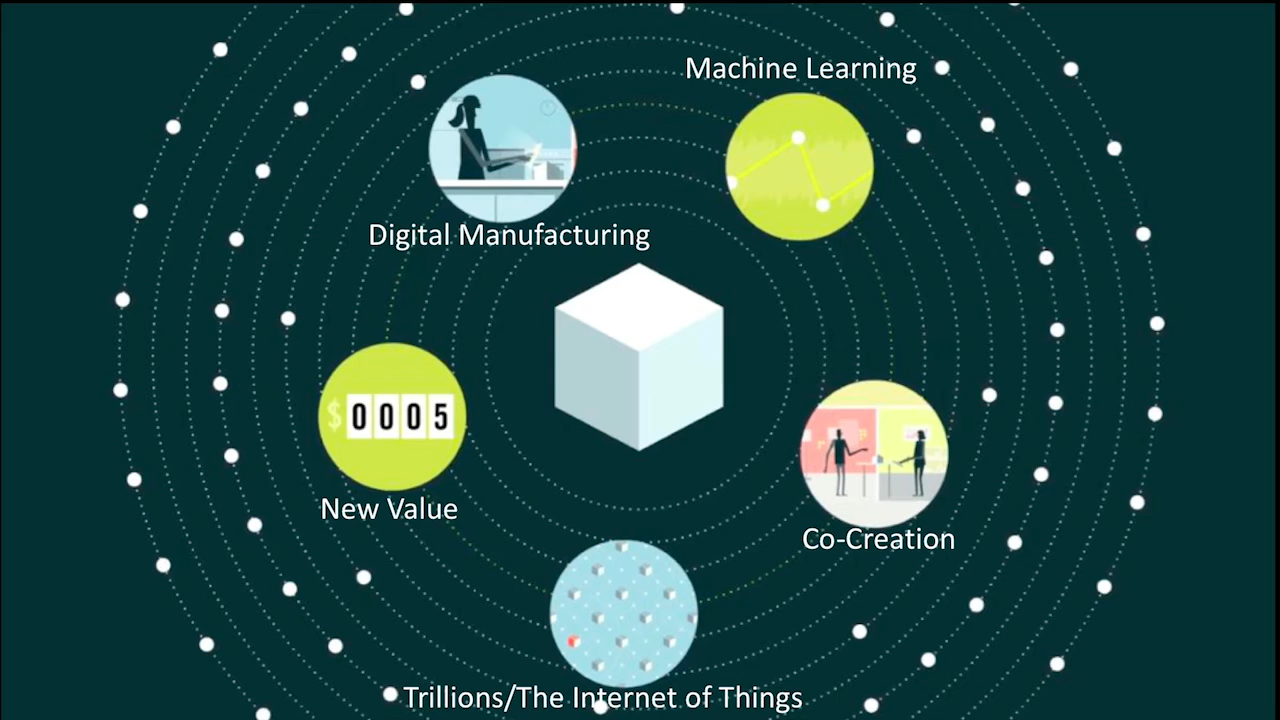 Machine Learning
Digital Manufacturing
$0005
New Value
Co-Creation
Trillions/The Internet of Things